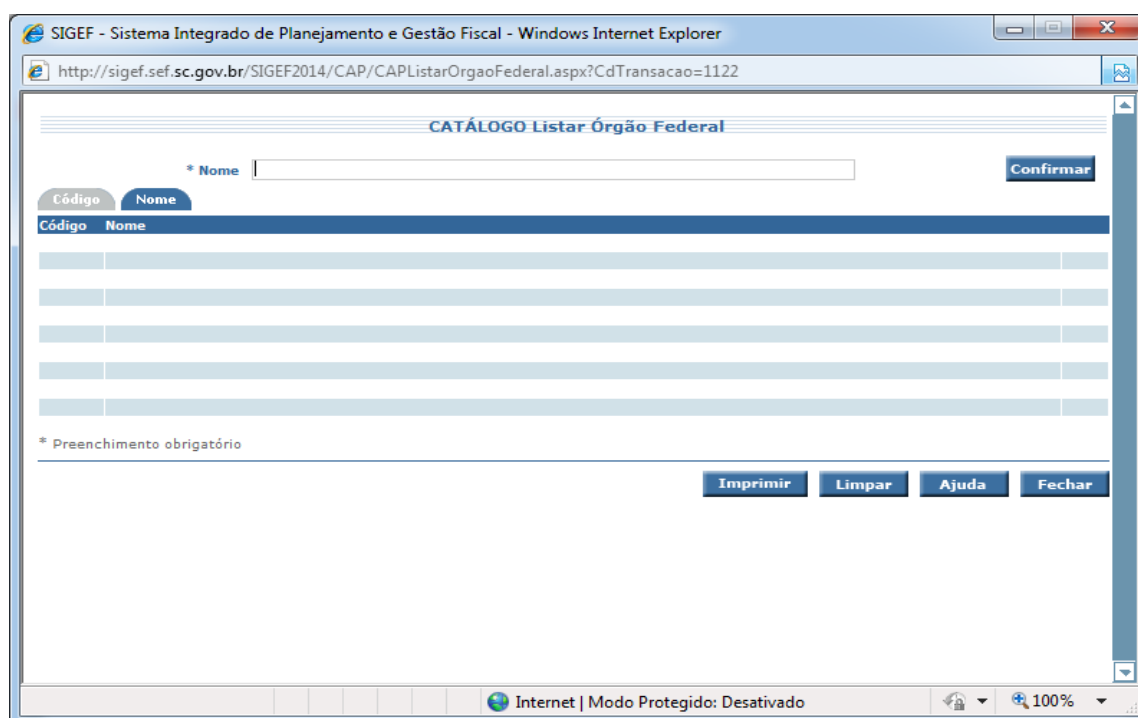 SIGEF - Sistema Integrado de Planejamento e Gestão Fiscal - Windows Internet Explorer
http://sigef.sef.sc.gov.br/SIGEF2014/CAP/CAPListarOrgaoFederal.aspx?CdTransacao=1122
CATÁLOGO Listar Órgão Federal
* Nome Confirmar
Código Nome
Código Nome
* Preenchimento obrigatório
Imprimir Limpar Ajuda Fechar
Internet | Modo Protegido: Desativado 100%